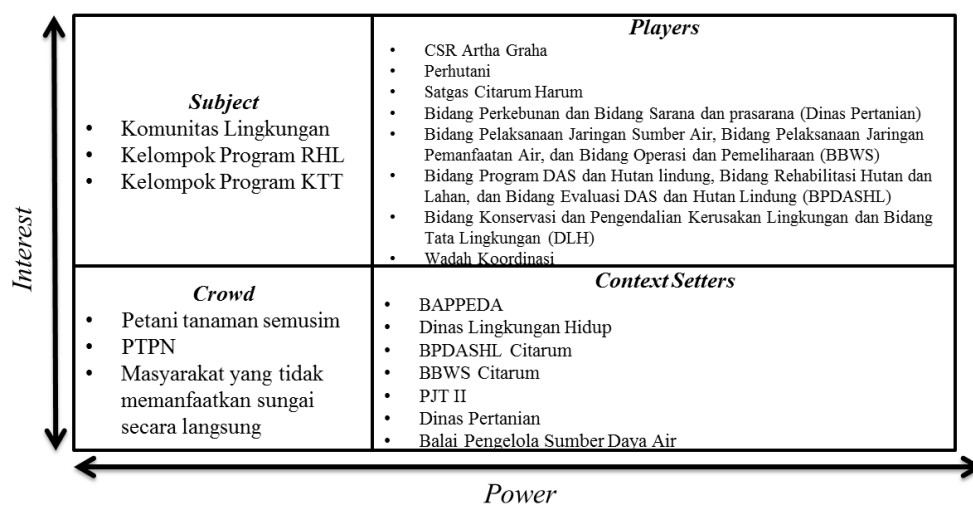 Interest
Subject
• Komunitas Lingkungan
• Kelompok Program RHL
• Kelompok Program KTT
Players
• CSR Artha Graha
• Perhutani
• Satgas Citarum Harum
• Bidang Perkebunan dan Bidang Sarana dan prasarana (Dinas Pertanian)
• Bidang Pelaksanaan Jaringan Sumber Air, Bidang Pelaksanaan Jaringan
Pemanfaatan Air, dan Bidang Operasi dan Pemeliharaan (BBWS)
• Bidang Program DAS dan Hutan lindung, Bidang Rehabilitasi Hutan dan
Lahan, dan Bidang Evaluasi DAS dan Hutan Lindung (BPDASHL)
• Bidang Konservasi dan Pengendalian Kerusakan Lingkungan dan Bidang
Tata Lingkungan (DLH)
• Wadah Koordinasi
Crowd
• Petani tanaman semusim
• PTPN
• Masyarakat yang tidak
memanfaatkan sungai
secara langsung
Context Setters
• BAPPEDA
• Dinas Lingkungan Hidup
• BPDASHL Citarum
• BBWS Citarum
• PJT II
• Dinas Pertanian
• Balai Pengelola Sumber Daya Air
Power